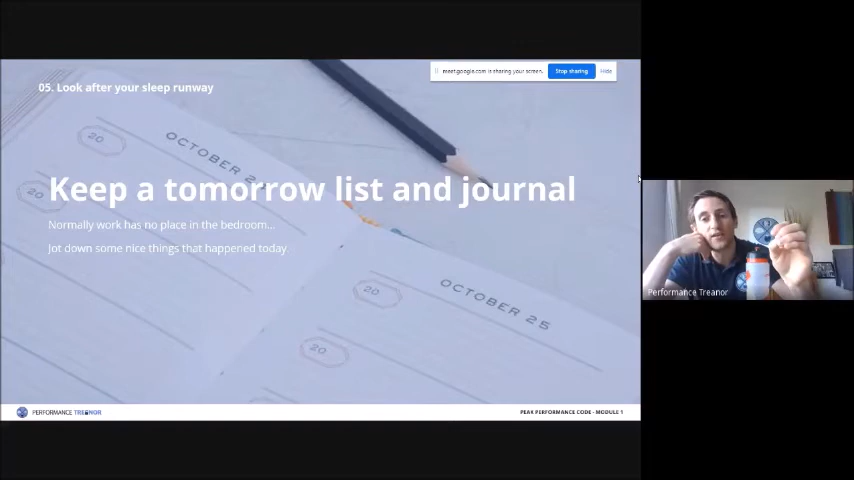 05. Look after your sleep runway
meet.google.com is sharing your screen.
Stop sharing
Hide
20
OCTOBER 2
20
Keep a tomorrow list and journal
Normally work has no place in the bedroom...
Jot down some nice things that happened today.
20
OCTOBER 25
20
Performance Treanor
PERFORMANCE TREANOR
PEAK PERFORMANCE CODE - MODULE 1